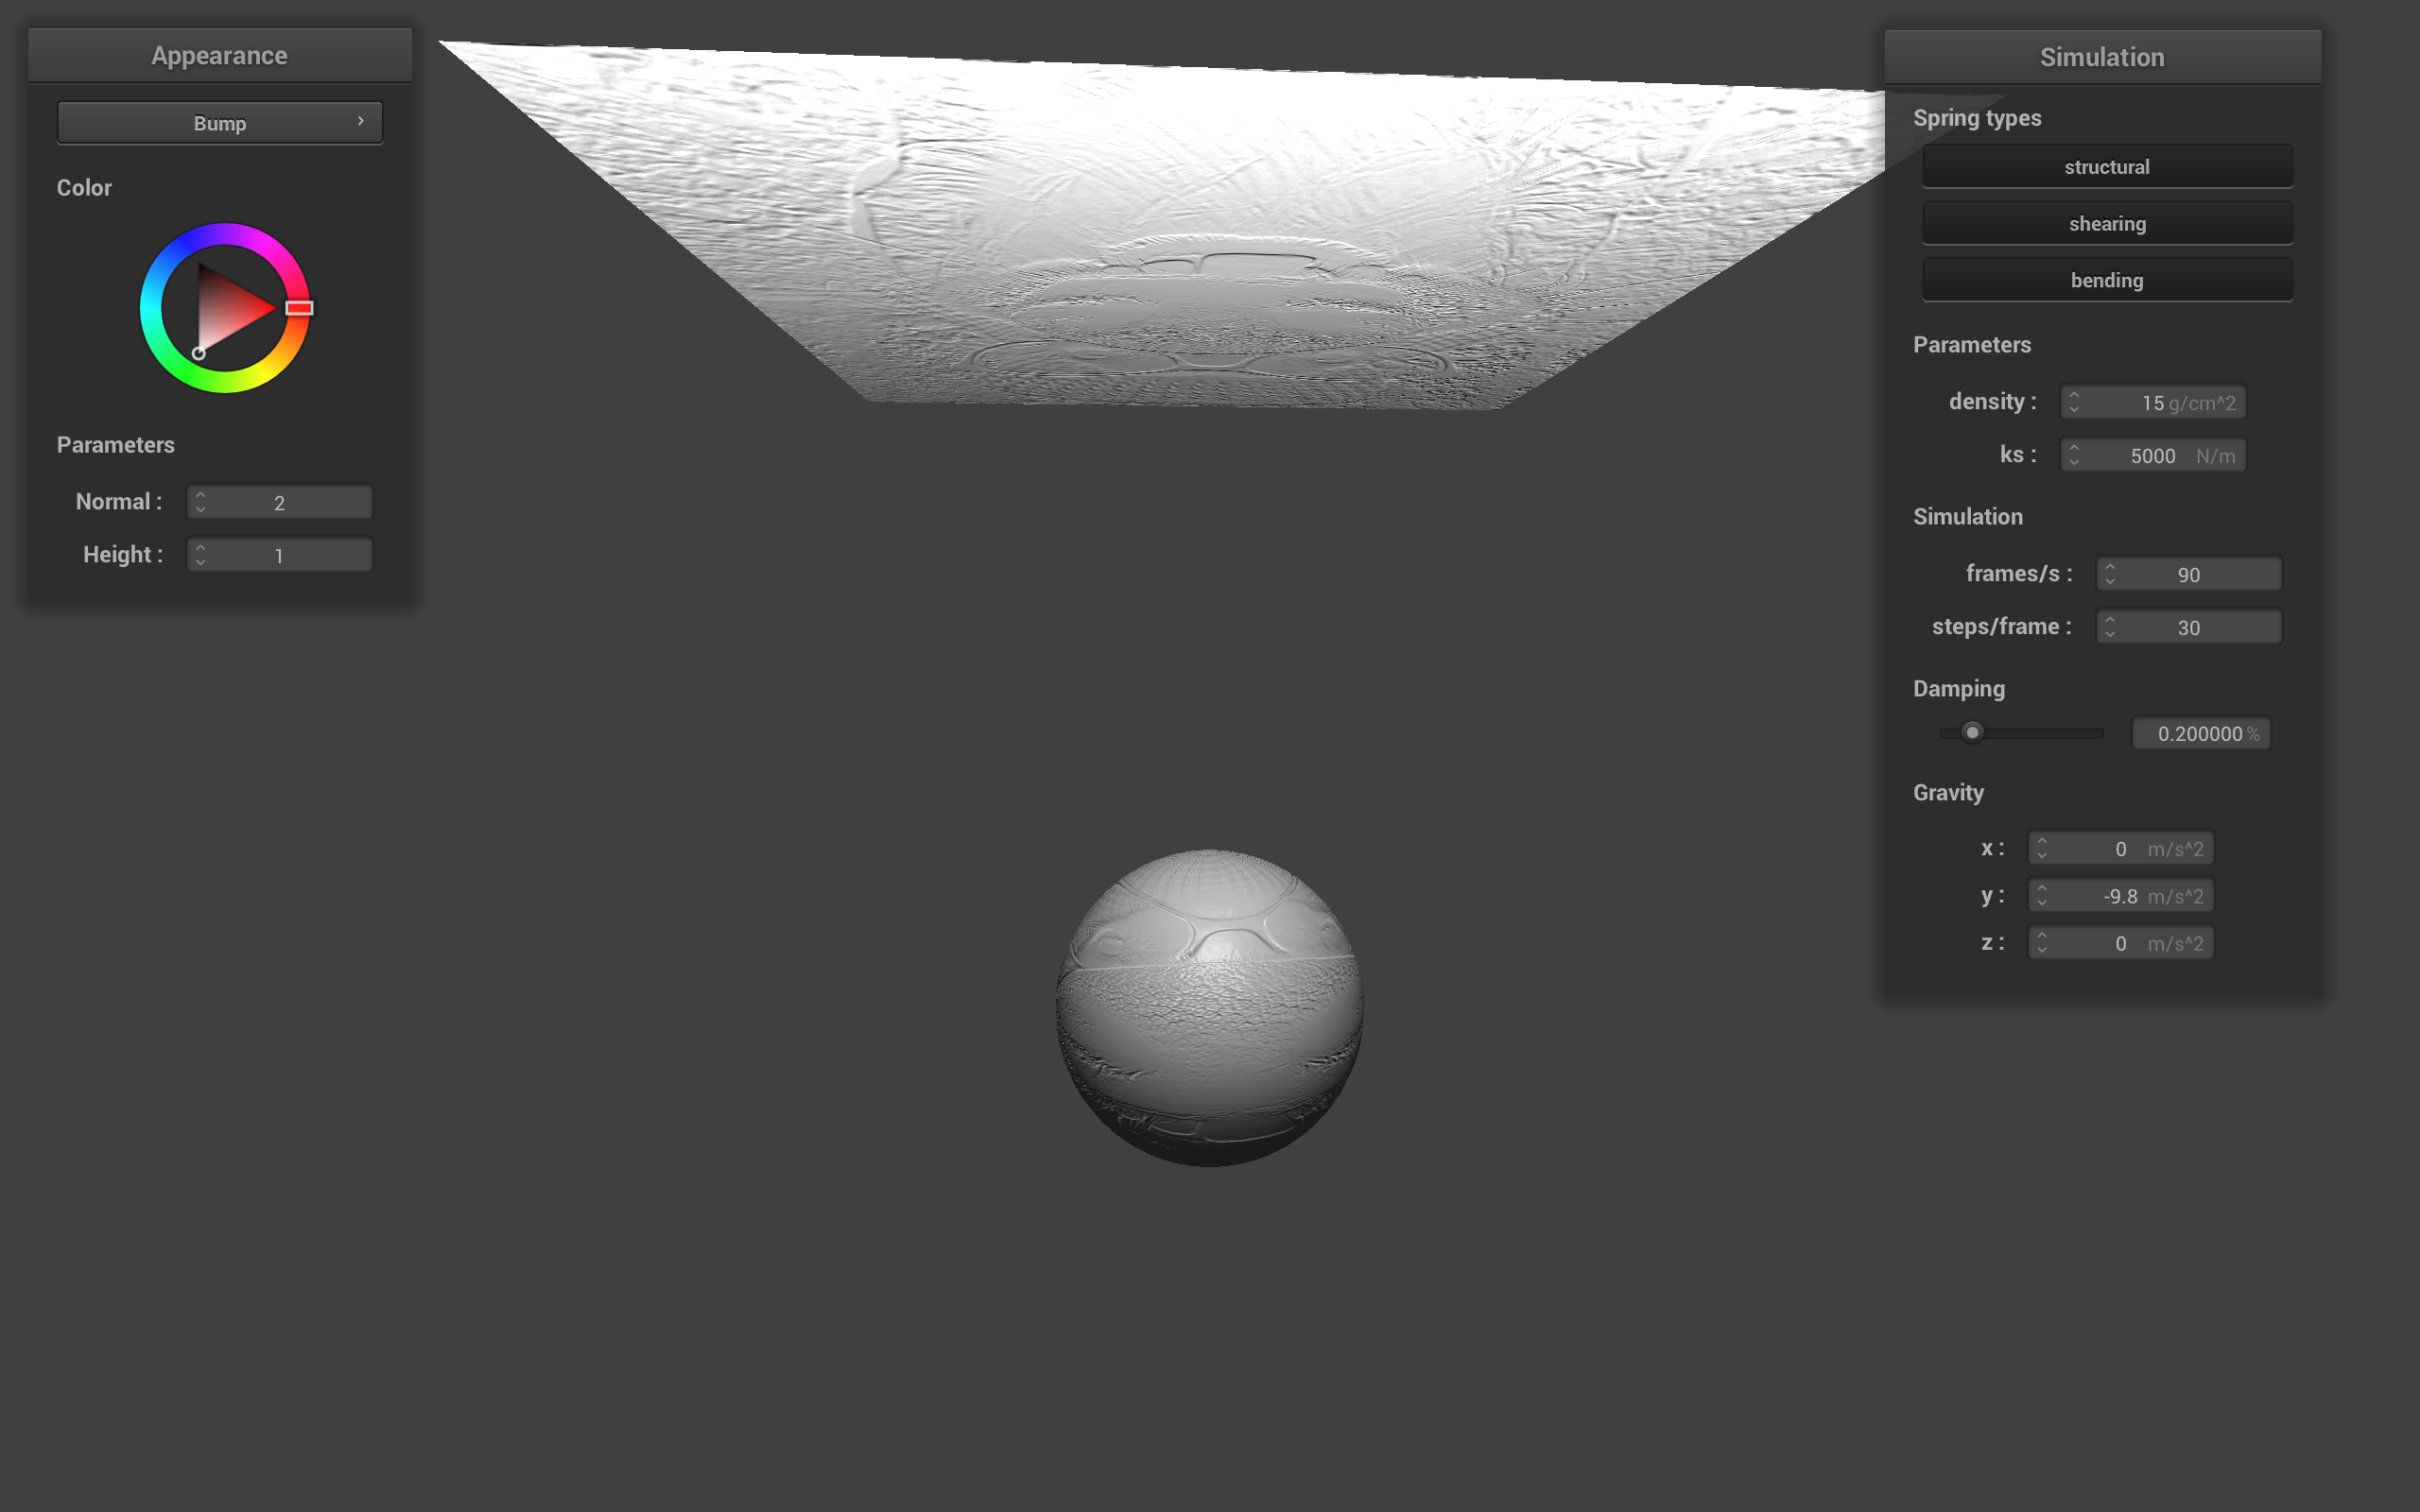 Appearance
Bump
Color
Parameters
Normal : 2
Height : 1
Simulation
Spring types
structural
shearing
bending
Parameters
density : 15 g/cm^2
ks : 5000 N/m
Simulation
frames/s : 90
steps/frame : 30
Damping
0.200000 %
Gravity
x : 0 m/s^2
y : -9.8 m/s^2
z : 0 m/s^2